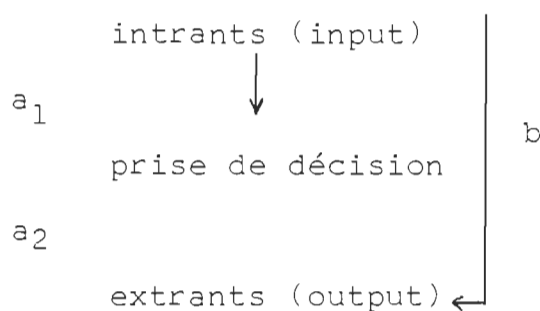 intrants (input)
a1
b
prise de décision
a2
extrants (output)